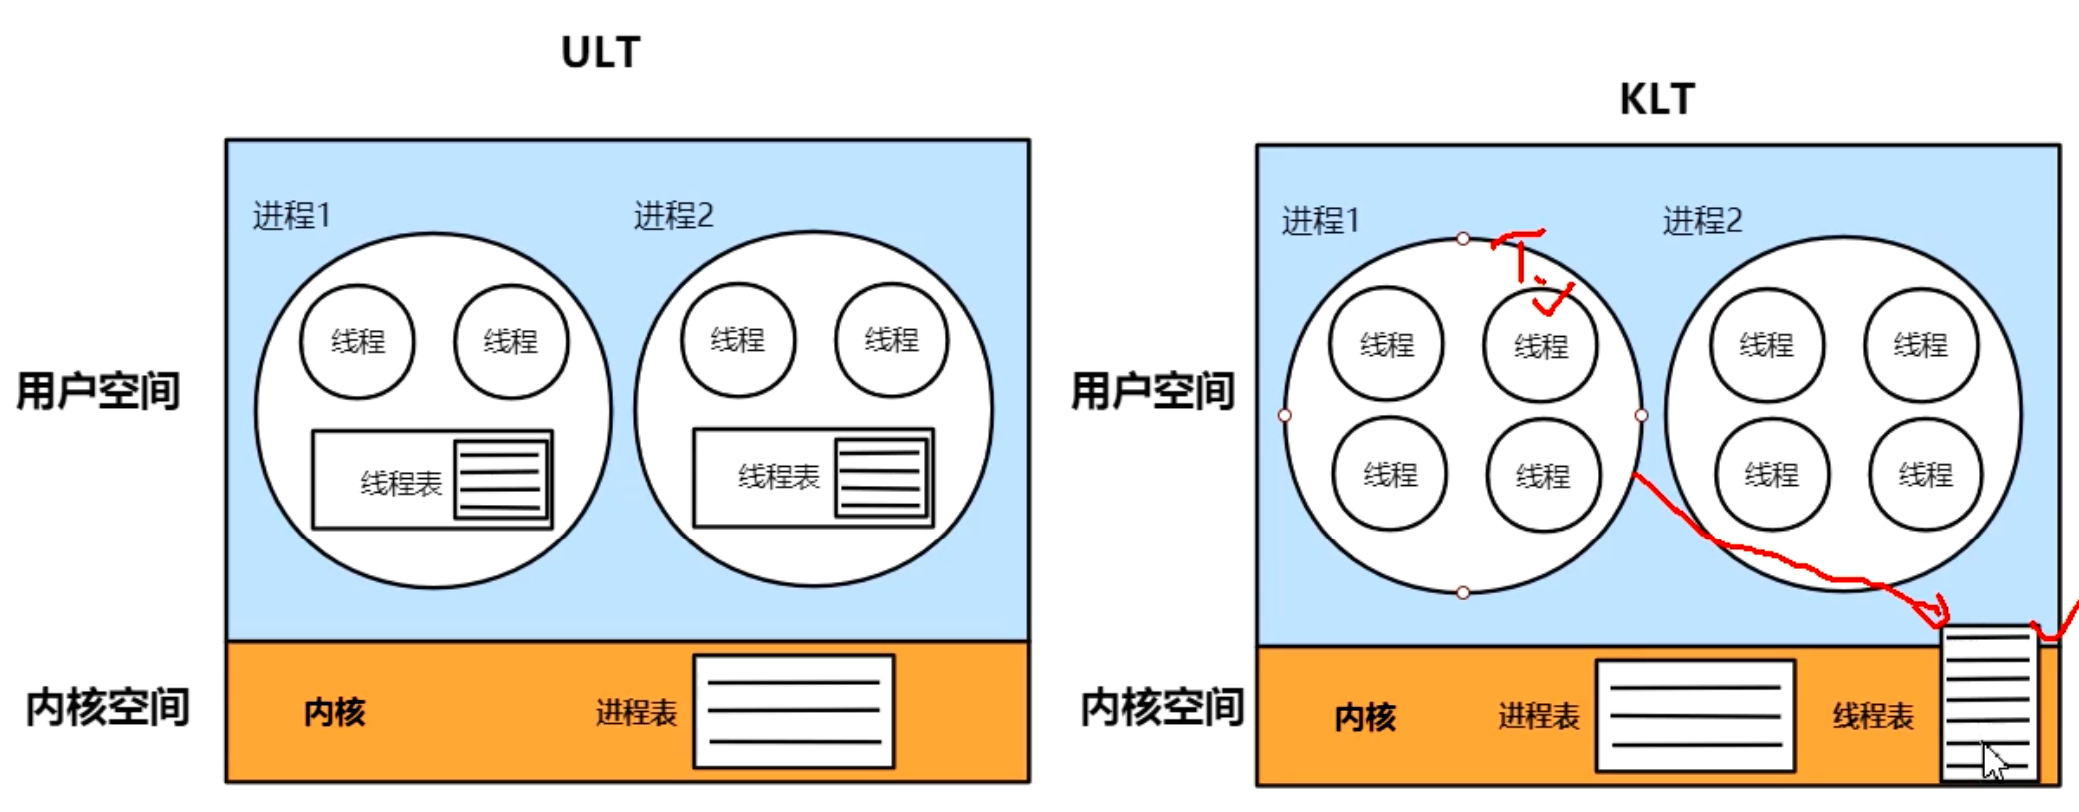 ULT
进程1
进程2
线程
线程
线程
线程
线程表
线程表
用户空间
内核空间
内核
进程表
KLT
进程1
进程2
线程
线程
线程
线程
线程
线程
线程
线程
用户空间
内核空间
内核
进程表
线程表